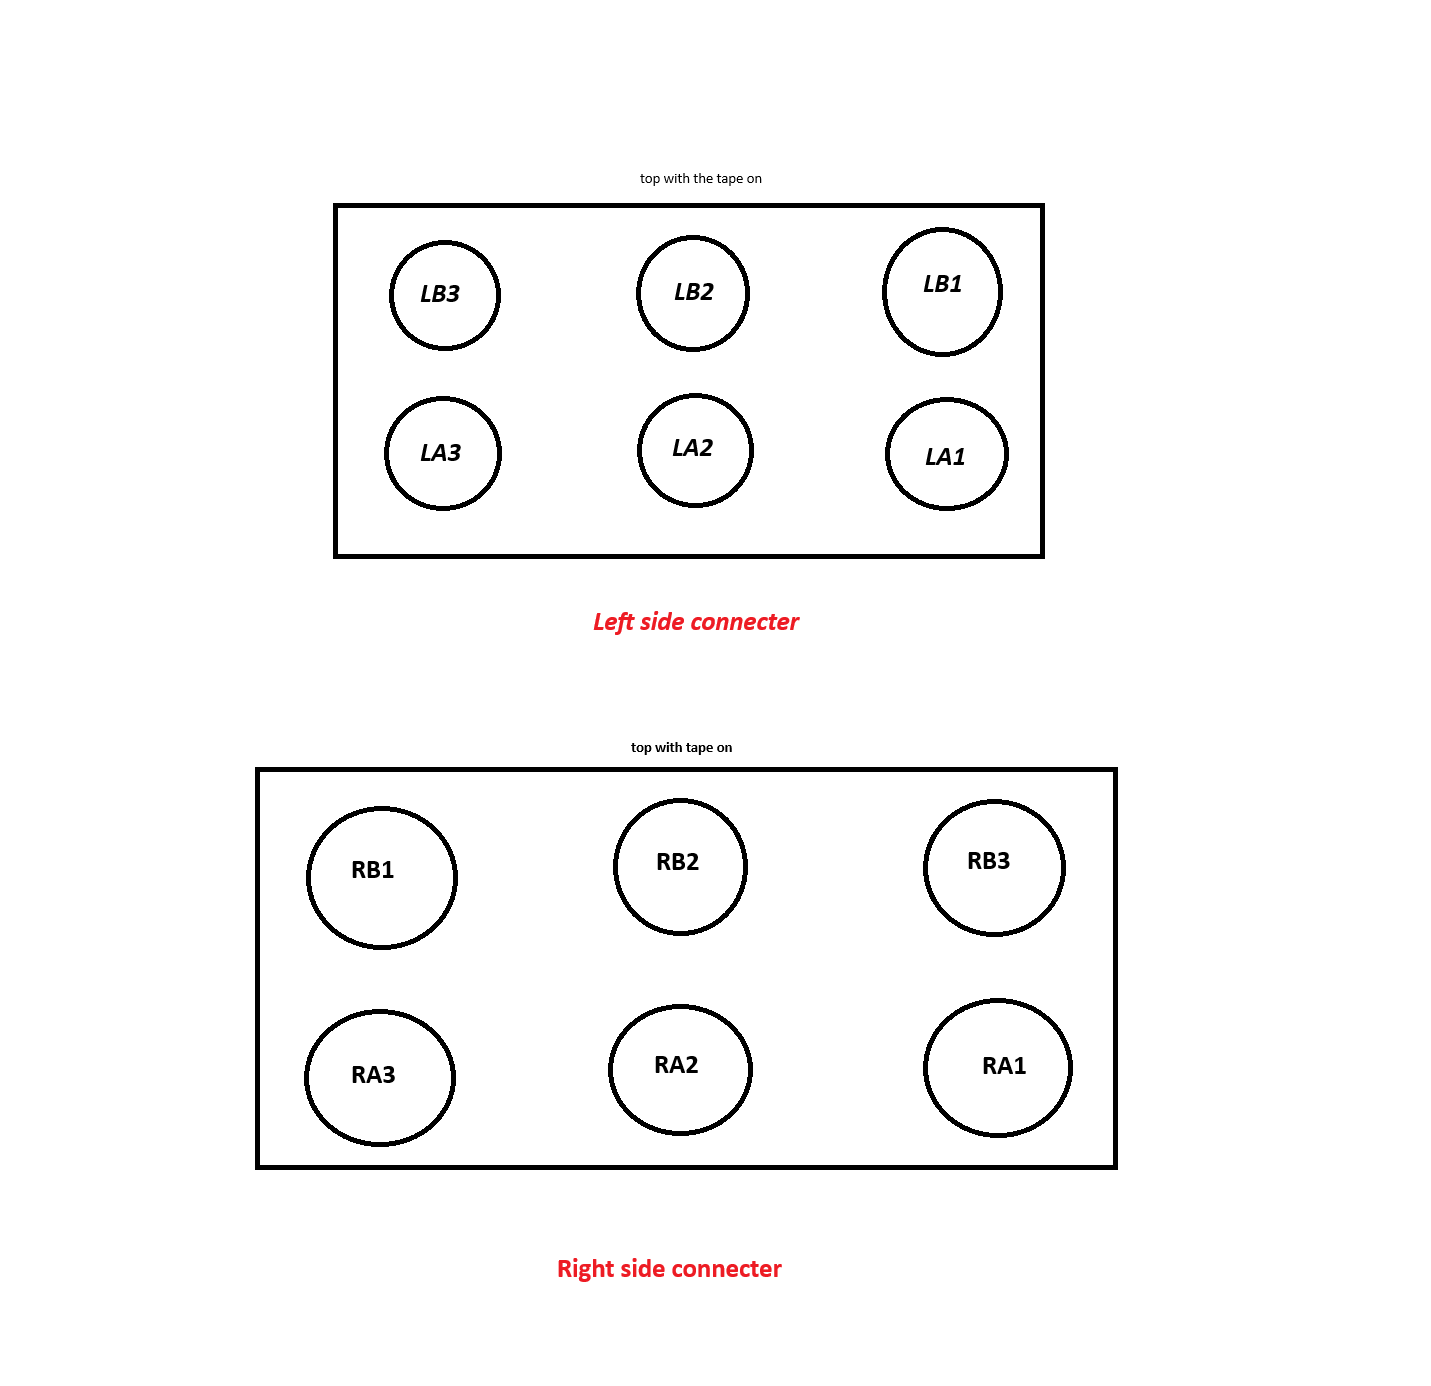 top with the tape on
LB3 LB2 LB1
LA3 LA2 LA1
Left side connecter
top with tape on
RB1 RB2 RB3
RA3 RA2 RA1
Right side connecter